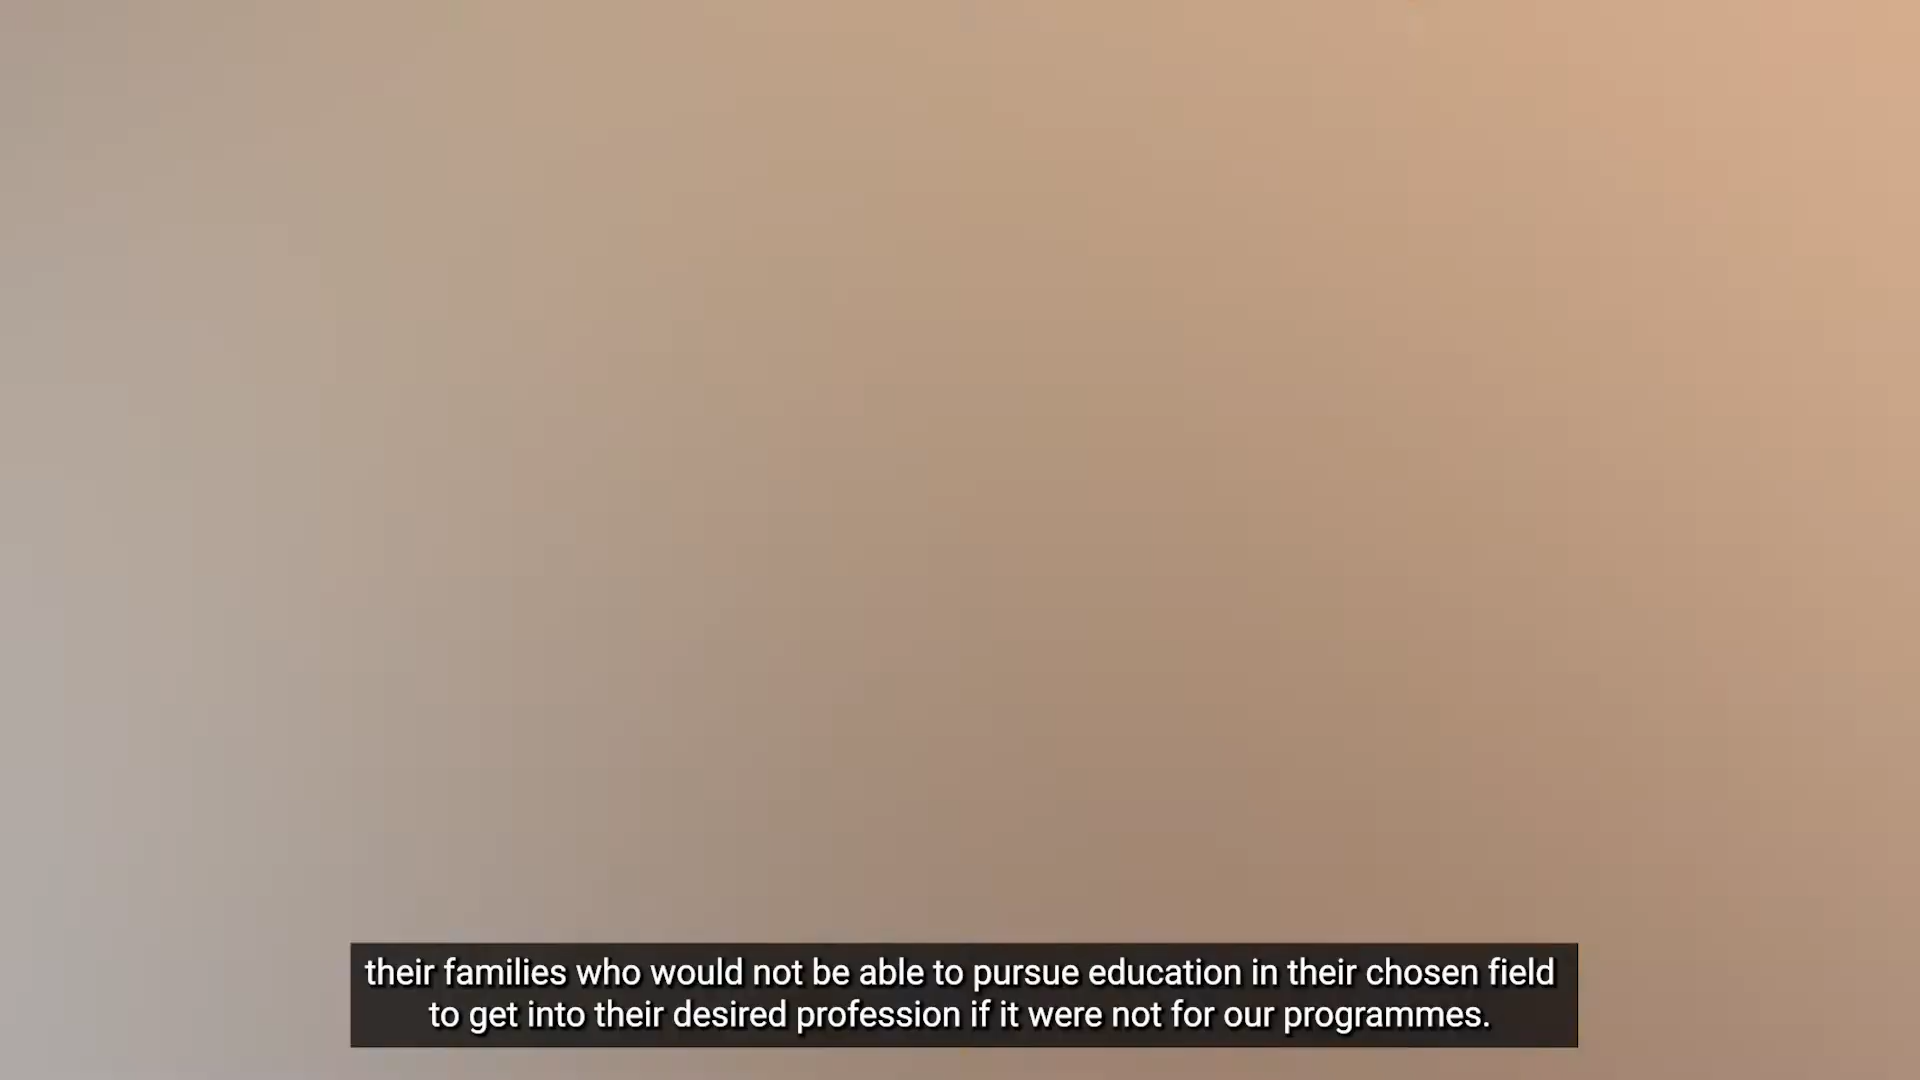 their families who would not be able to pursue education in their chosen field
to get into their desired profession if it were not for our programmes.